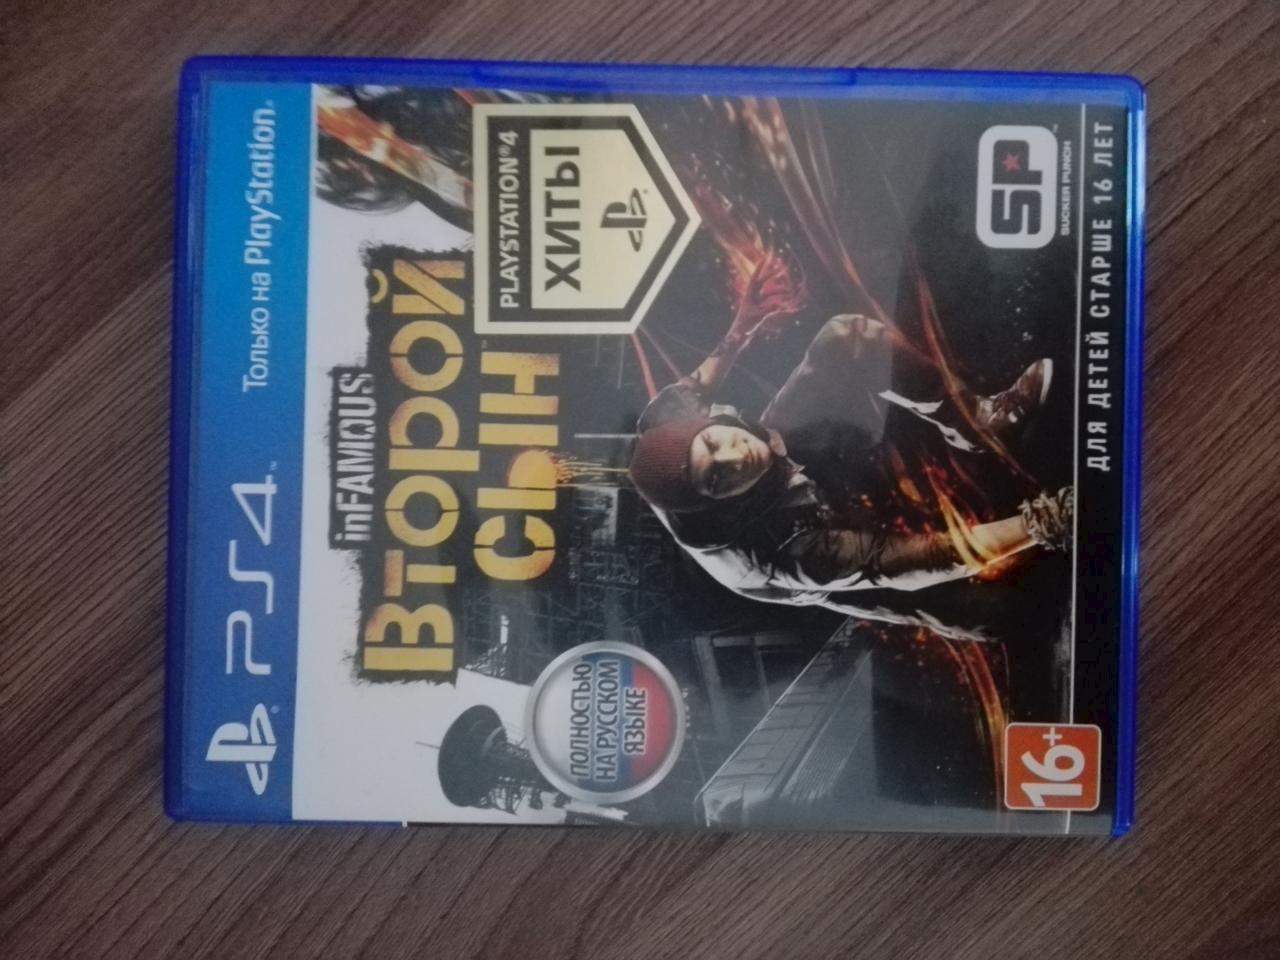 PS4
Только на PlayStation
inFAMOUS
ВТОРОЙ
СЫН
PLAYSTATION®4
ХИТЫ
ПОЛНОСТЬЮ
НА РУССКОМ
ЯЗЫКЕ
SP
SUCKER PUNCH
16+
ДЛЯ ДЕТЕЙ СТАРШЕ 16 ЛЕТ